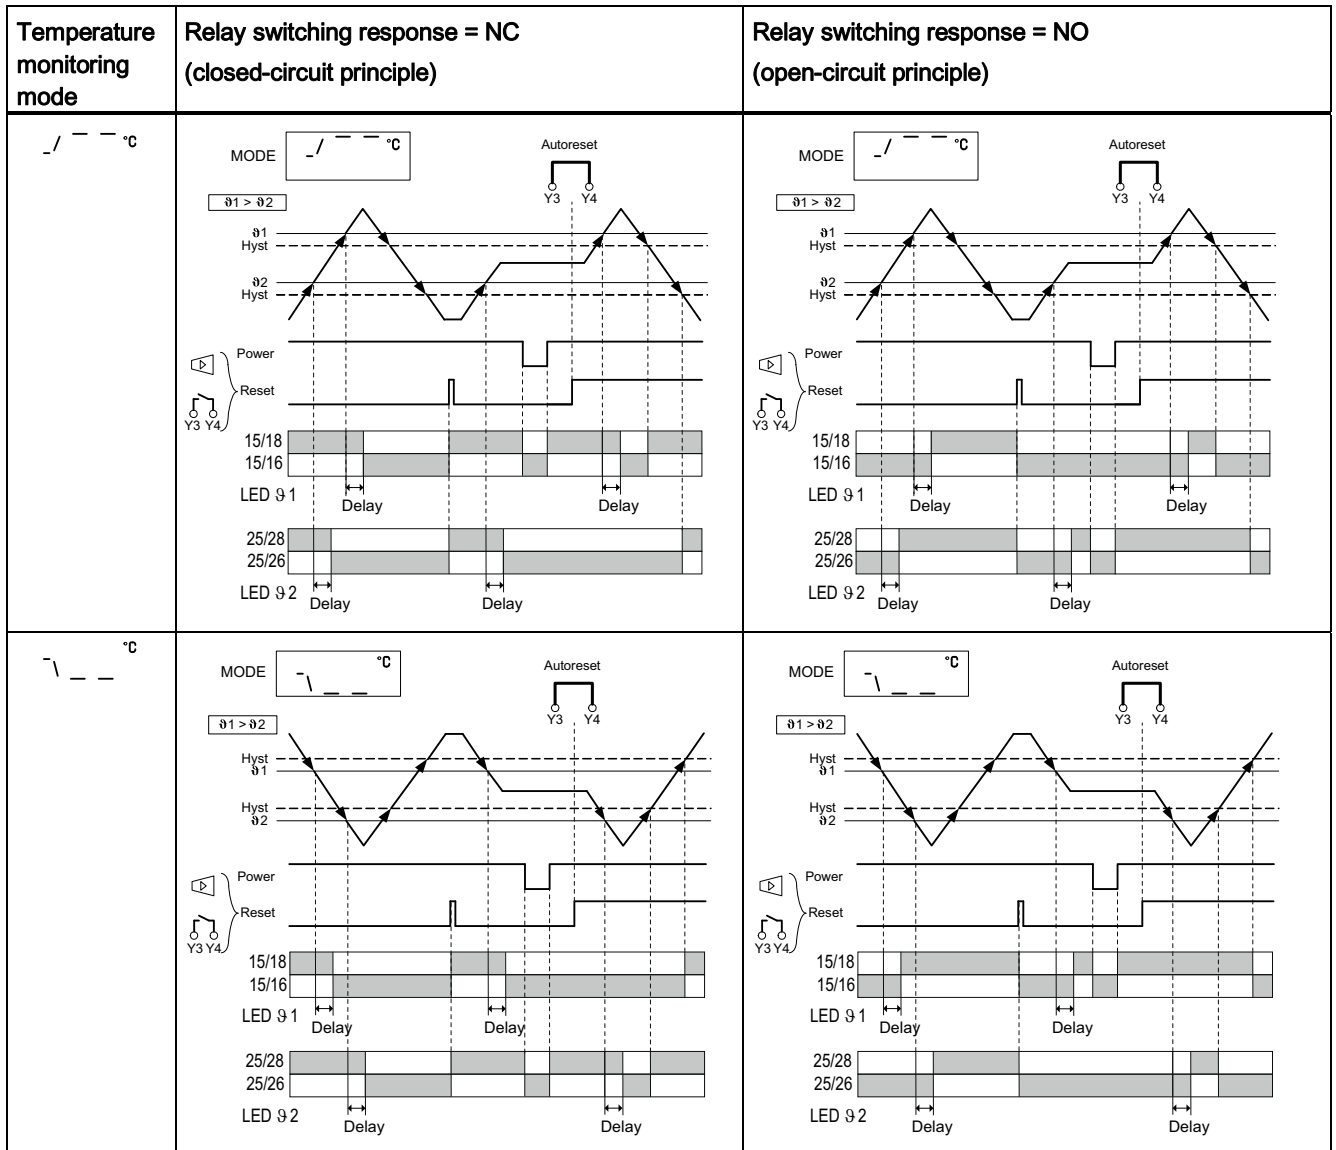 Temperature
monitoring
mode
Relay switching response = NC
(closed-circuit principle)
Relay switching response = NO
(open-circuit principle)
°C
MODE
°C
Autoreset
Y3 Y4
ϑ1 > ϑ2
ϑ1
Hyst
ϑ2
Hyst
Power
Reset
Y3 Y4
15/18
15/16
LED ϑ1
Delay
Delay
25/28
25/26
LED ϑ2
Delay
Delay
MODE
°C
Autoreset
Y3 Y4
ϑ1 > ϑ2
ϑ1
Hyst
ϑ2
Hyst
Power
Reset
Y3 Y4
15/18
15/16
LED ϑ1
Delay
Delay
25/28
25/26
LED ϑ2
Delay
Delay
°C
MODE
°C
Autoreset
Y3 Y4
ϑ1 > ϑ2
Hyst
ϑ1
Hyst
ϑ2
Power
Reset
Y3 Y4
15/18
15/16
LED ϑ1
Delay
Delay
25/28
25/26
LED ϑ2
Delay
Delay
MODE
°C
Autoreset
Y3 Y4
ϑ1 > ϑ2
Hyst
ϑ1
Hyst
ϑ2
Power
Reset
Y3 Y4
15/18
15/16
LED ϑ1
Delay
Delay
25/28
25/26
LED ϑ2
Delay
Delay